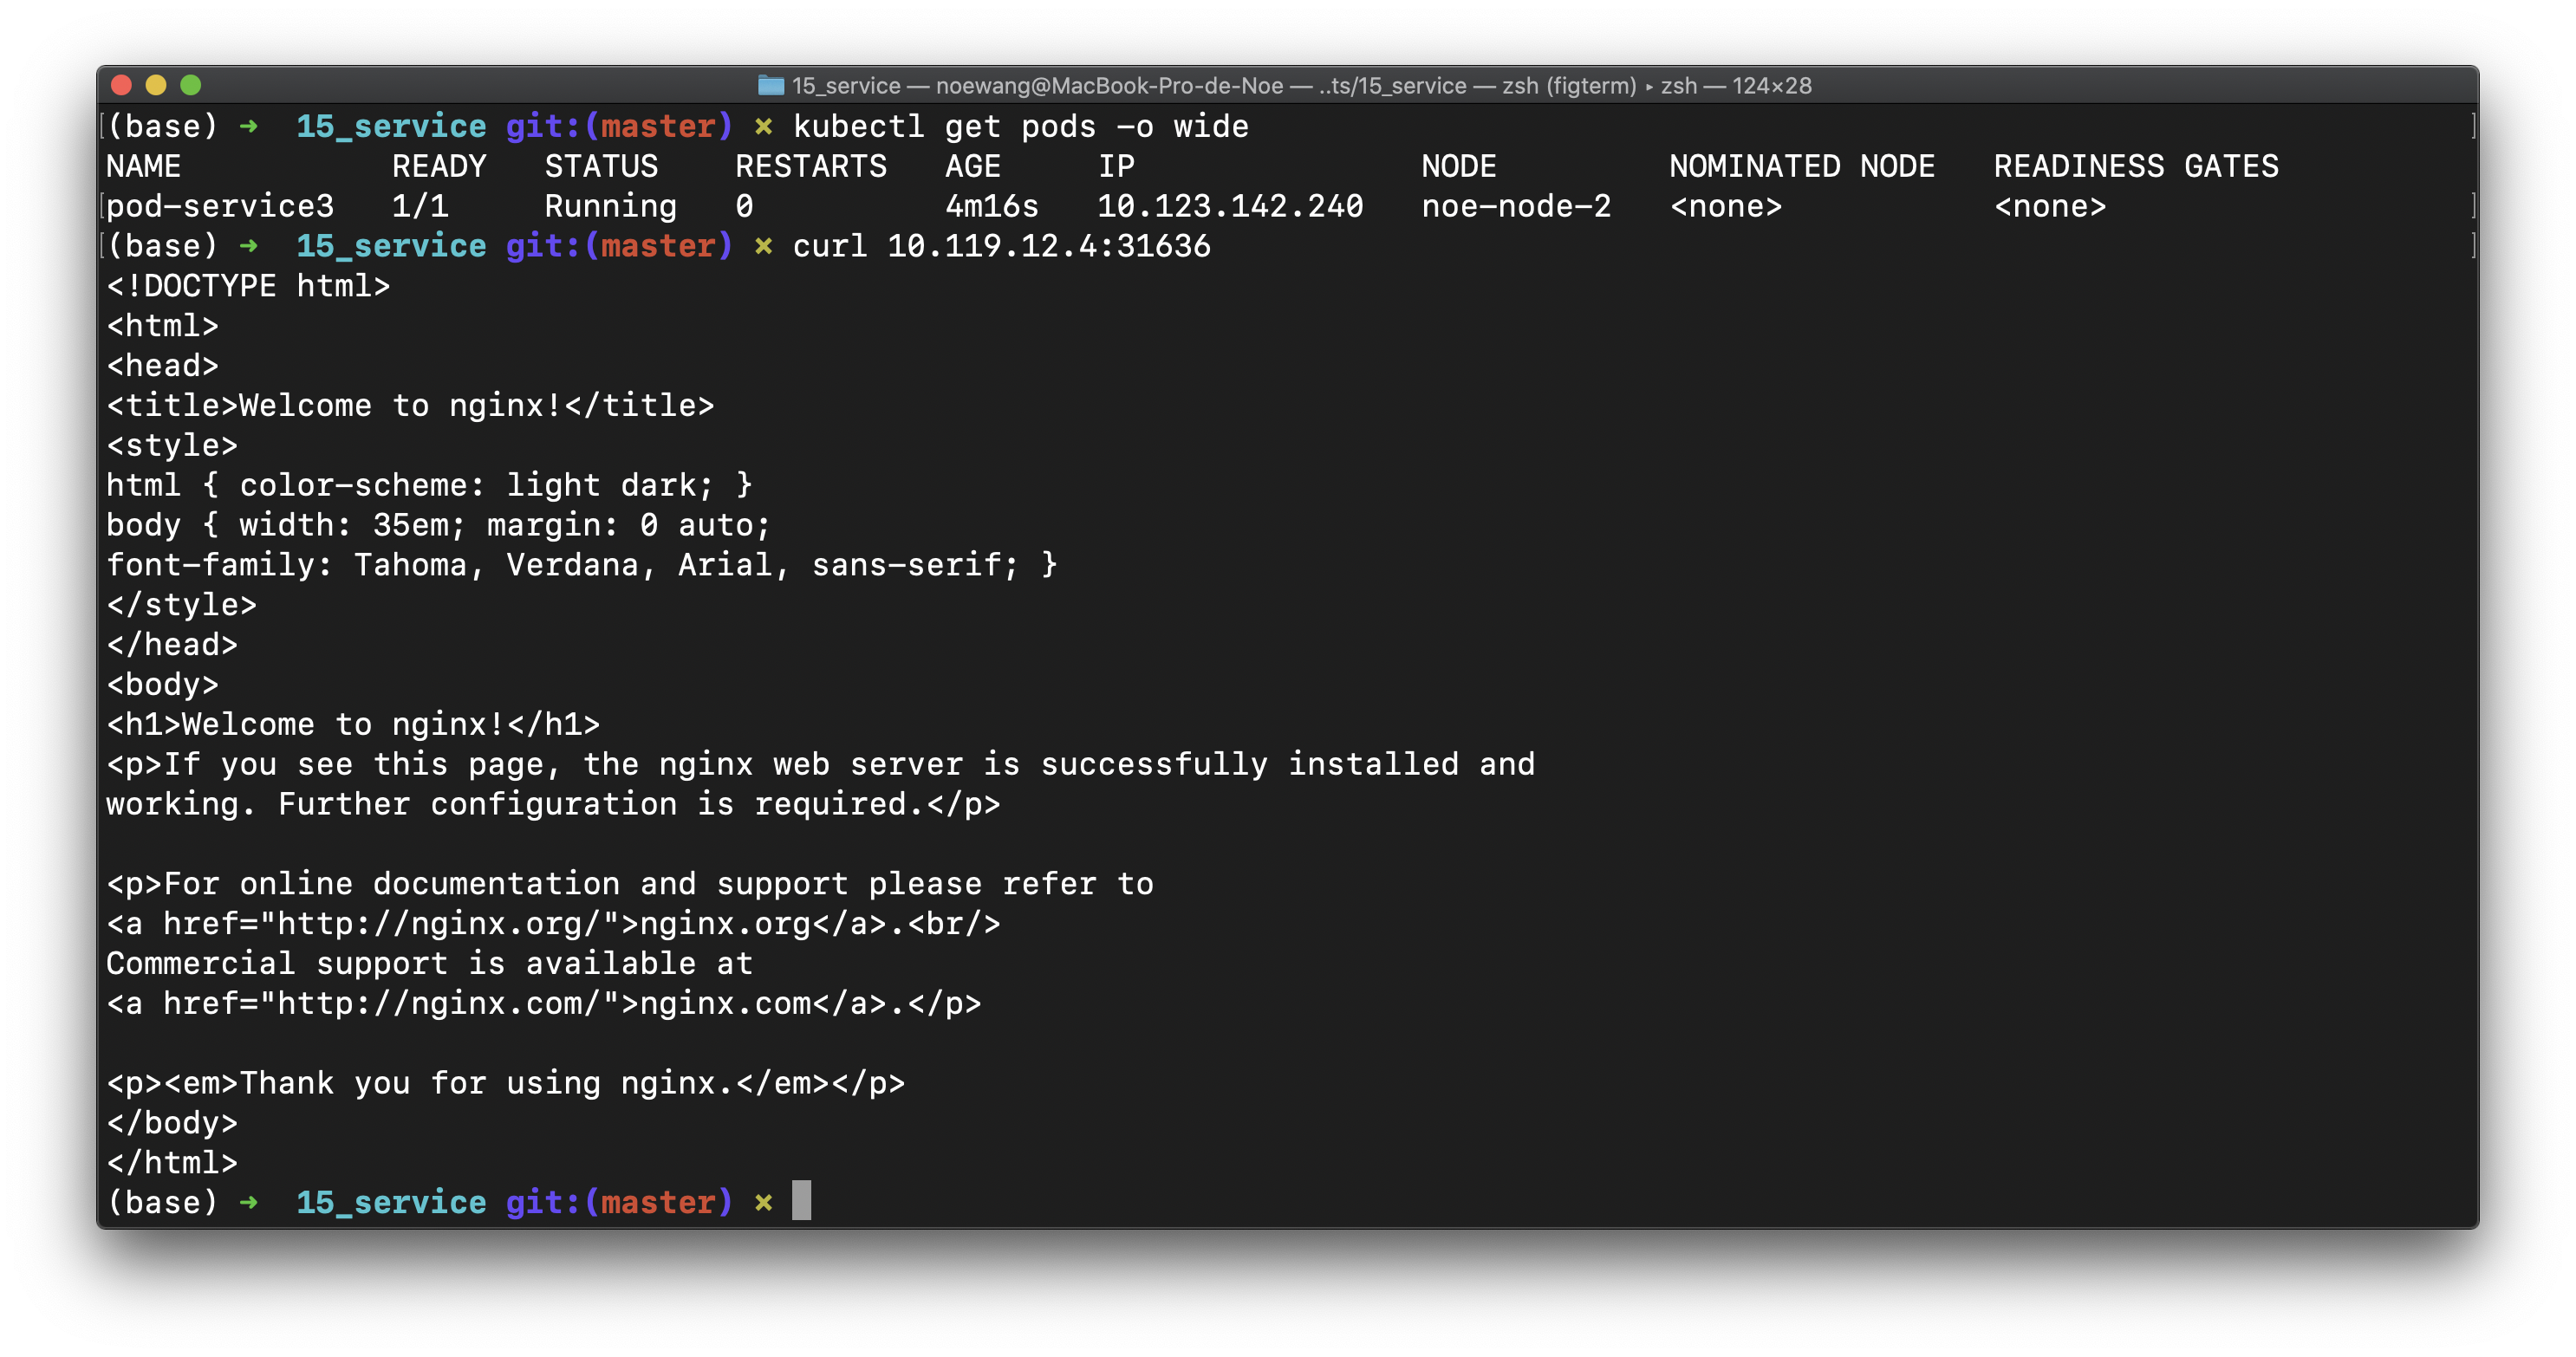 15_service — noewang@MacBook-Pro-de-Noe — ..ts/15_service — zsh (figterm) ▸ zsh — 124×28
(base) ➜  15_service git:(master) × kubectl get pods -o wide
NAME           READY   STATUS    RESTARTS   AGE     IP               NODE         NOMINATED NODE   READINESS GATES
pod-service3   1/1     Running   0          4m16s   10.123.142.240   noe-node-2   <none>           <none>
(base) ➜  15_service git:(master) × curl 10.119.12.4:31636
<!DOCTYPE html>
<html>
<head>
<title>Welcome to nginx!</title>
<style>
html { color-scheme: light dark; }
body { width: 35em; margin: 0 auto;
font-family: Tahoma, Verdana, Arial, sans-serif; }
</style>
</head>
<body>
<h1>Welcome to nginx!</h1>
<p>If you see this page, the nginx web server is successfully installed and
working. Further configuration is required.</p>

<p>For online documentation and support please refer to
<a href="http://nginx.org/">nginx.org</a>.<br/>
Commercial support is available at
<a href="http://nginx.com/">nginx.com</a>.</p>

<p><em>Thank you for using nginx.</em></p>
</body>
</html>
(base) ➜  15_service git:(master) ×